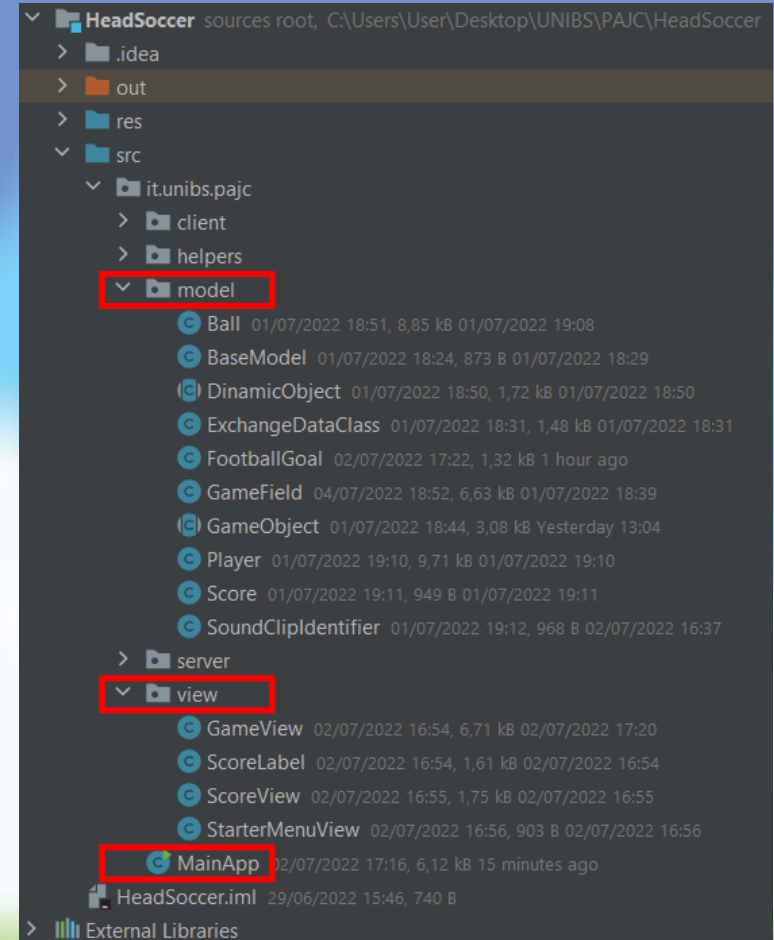 HeadSoccer sources root, C:\Users\User\Desktop\UNIBS\PAJC\HeadSoccer
.idea
out
res
src
it.unibs.pajc
client
helpers
model
Ball 01/07/2022 18:51, 8,85 kB 01/07/2022 19:08
BaseModel 01/07/2022 18:24, 873 B 01/07/2022 18:29
DinamicObject 01/07/2022 18:50, 1,72 kB 01/07/2022 18:50
ExchangeDataClass 01/07/2022 18:31, 1,48 kB 01/07/2022 18:31
FootballGoal 02/07/2022 17:22, 1,32 kB 1 hour ago
GameField 04/07/2022 18:52, 6,63 kB 01/07/2022 18:39
GameObject 01/07/2022 18:44, 3,08 kB Yesterday 13:04
Player 01/07/2022 19:10, 9,71 kB 01/07/2022 19:10
Score 01/07/2022 19:11, 949 B 01/07/2022 19:11
SoundClipIdentifier 01/07/2022 19:12, 968 B 02/07/2022 16:37
server
view
GameView 02/07/2022 16:54, 6,71 kB 02/07/2022 17:20
ScoreLabel 02/07/2022 16:54, 1,61 kB 02/07/2022 16:54
ScoreView 02/07/2022 16:55, 1,75 kB 02/07/2022 16:55
StarterMenuView 02/07/2022 16:56, 903 B 02/07/2022 16:56
MainApp 02/07/2022 17:16, 6,12 kB 15 minutes ago
HeadSoccer.iml 29/06/2022 15:46, 740 B
External Libraries